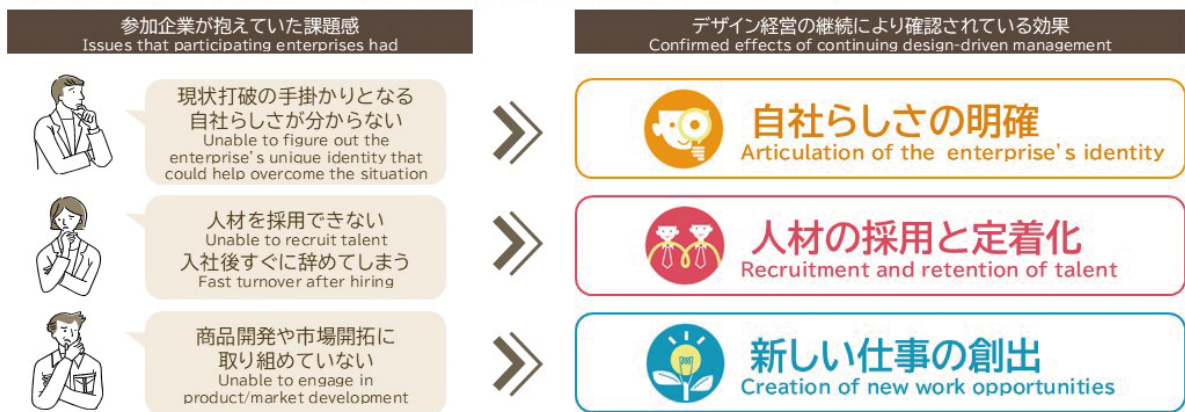 参加企業が抱えていた課題感
Issues that participating enterprises had
デザイン経営の継続により確認されている効果
Confirmed effects of continuing design-driven management
現状打破の手掛かりとなる
自社らしさが分からない
Unable to figure out the
enterprise's unique identity that
could help overcome the situation
自社らしさの明確
Articulation of the enterprise's identity
人材を採用できない
Unable to recruit talent
入社後すぐに辞めてしまう
Fast turnover after hiring
人材の採用と定着化
Recruitment and retention of talent
商品開発や市場開拓に
取り組めていない
Unable to engage in
product/market development
新しい仕事の創出
Creation of new work opportunities